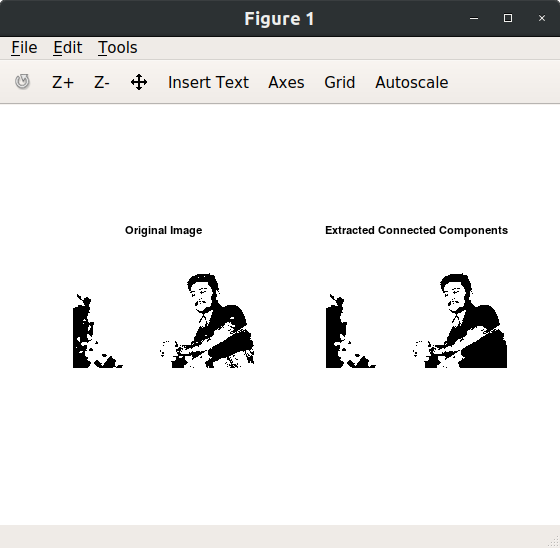 Figure 1
File Edit Tools
Z+ Z- Insert Text Axes Grid Autoscale
Original Image
Extracted Connected Components